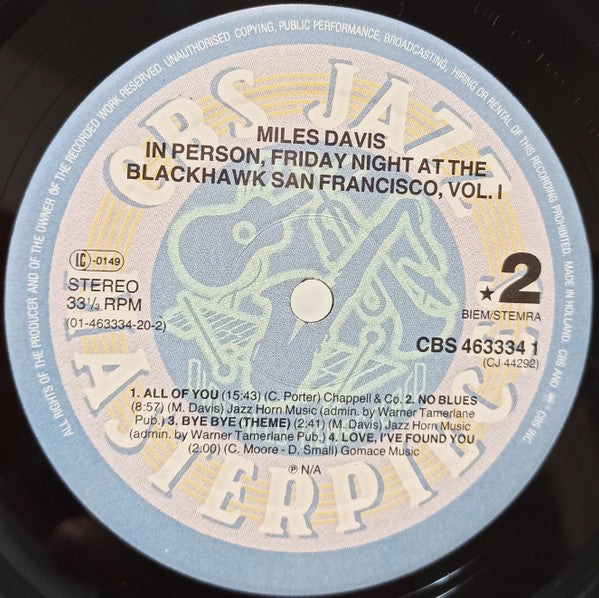 ALL RIGHTS OF THE PRODUCER AND OF THE OWNER OF THE RECORDED WORK RESERVED. UNAUTHORISED COPYING, PUBLIC PERFORMANCE, BROADCASTING, HIRING OR RENTAL OF THIS RECORDING PROHIBITED. MADE IN HOLLAND. CBS AND ® CBS INC.
CBS JAZZ
MASTERPIECES
MILES DAVIS
IN PERSON, FRIDAY NIGHT AT THE
BLACKHAWK SAN FRANCISCO, VOL. I
LC-0149
STEREO
33⅓ RPM
(01-463334-20-2)
★2
BIEM/STEMRA
CBS 463334 1
(CJ 44292)
1. ALL OF YOU (15:43) (C. Porter) Chappell & Co. 2. NO BLUES
(8:57) (M. Davis) Jazz Horn Music (admin. by Warner Tamerlane
Pub.) 3. BYE BYE (THEME) (2:41) (M. Davis) Jazz Horn Music
(admin. by Warner Tamerlane Pub.) 4. LOVE, I'VE FOUND YOU
(2:00) (C. Moore - D. Small) Gomace Music
℗ N/A